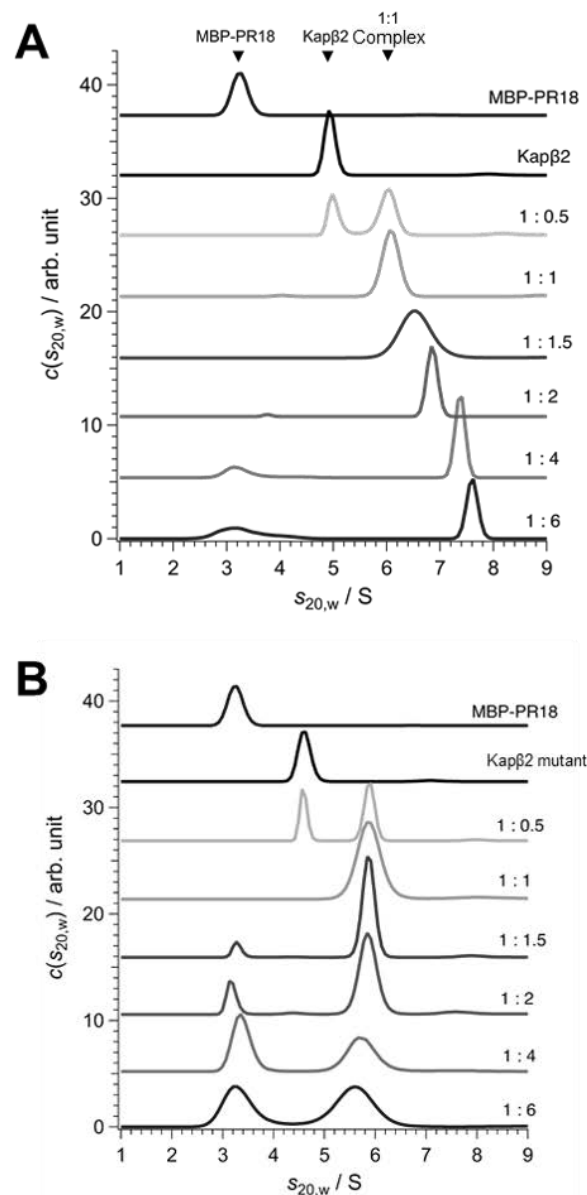 A
MBP-PR18
Kapβ2
1:1
Complex
40
30
20
10
0
c(s20,w) / arb. unit
MBP-PR18
Kapβ2
1 : 0.5
1 : 1
1 : 1.5
1 : 2
1 : 4
1 : 6
1 2 3 4 5 6 7 8 9
s20,w / S
B
40
30
20
10
0
c(s20,w) / arb. unit
MBP-PR18
Kapβ2 mutant
1 : 0.5
1 : 1
1 : 1.5
1 : 2
1 : 4
1 : 6
1 2 3 4 5 6 7 8 9
s20,w / S